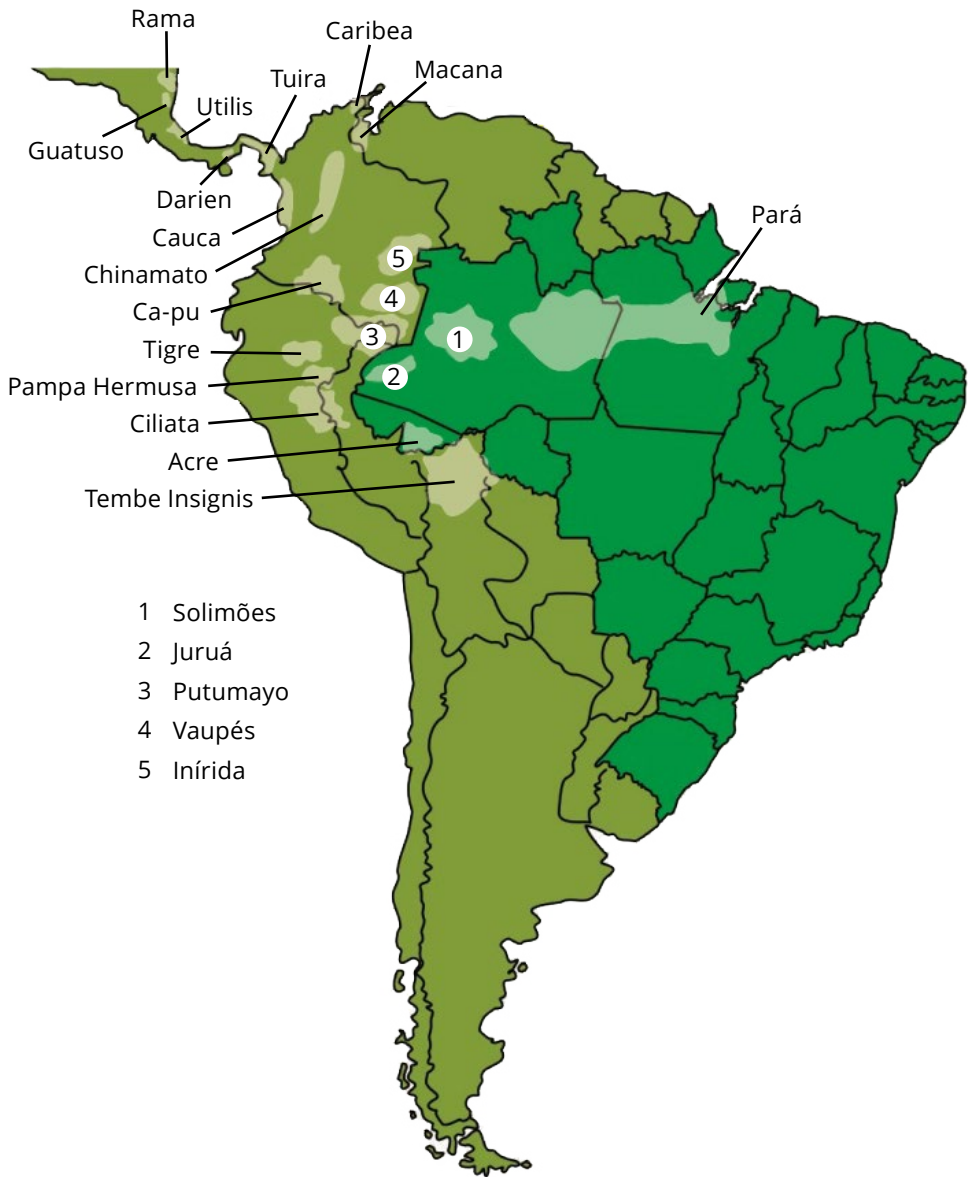 Rama
Caribea
Macana
Tuira
Utilis
Guatuso
Darien
Pará
Cauca
Chinamato
5
4
Ca-pu
3
1
Tigre
2
Pampa Hermusa
Ciliata
Acre
Tembe Insignis
1 Solimões
2 Juruá
3 Putumayo
4 Vaupés
5 Inírida